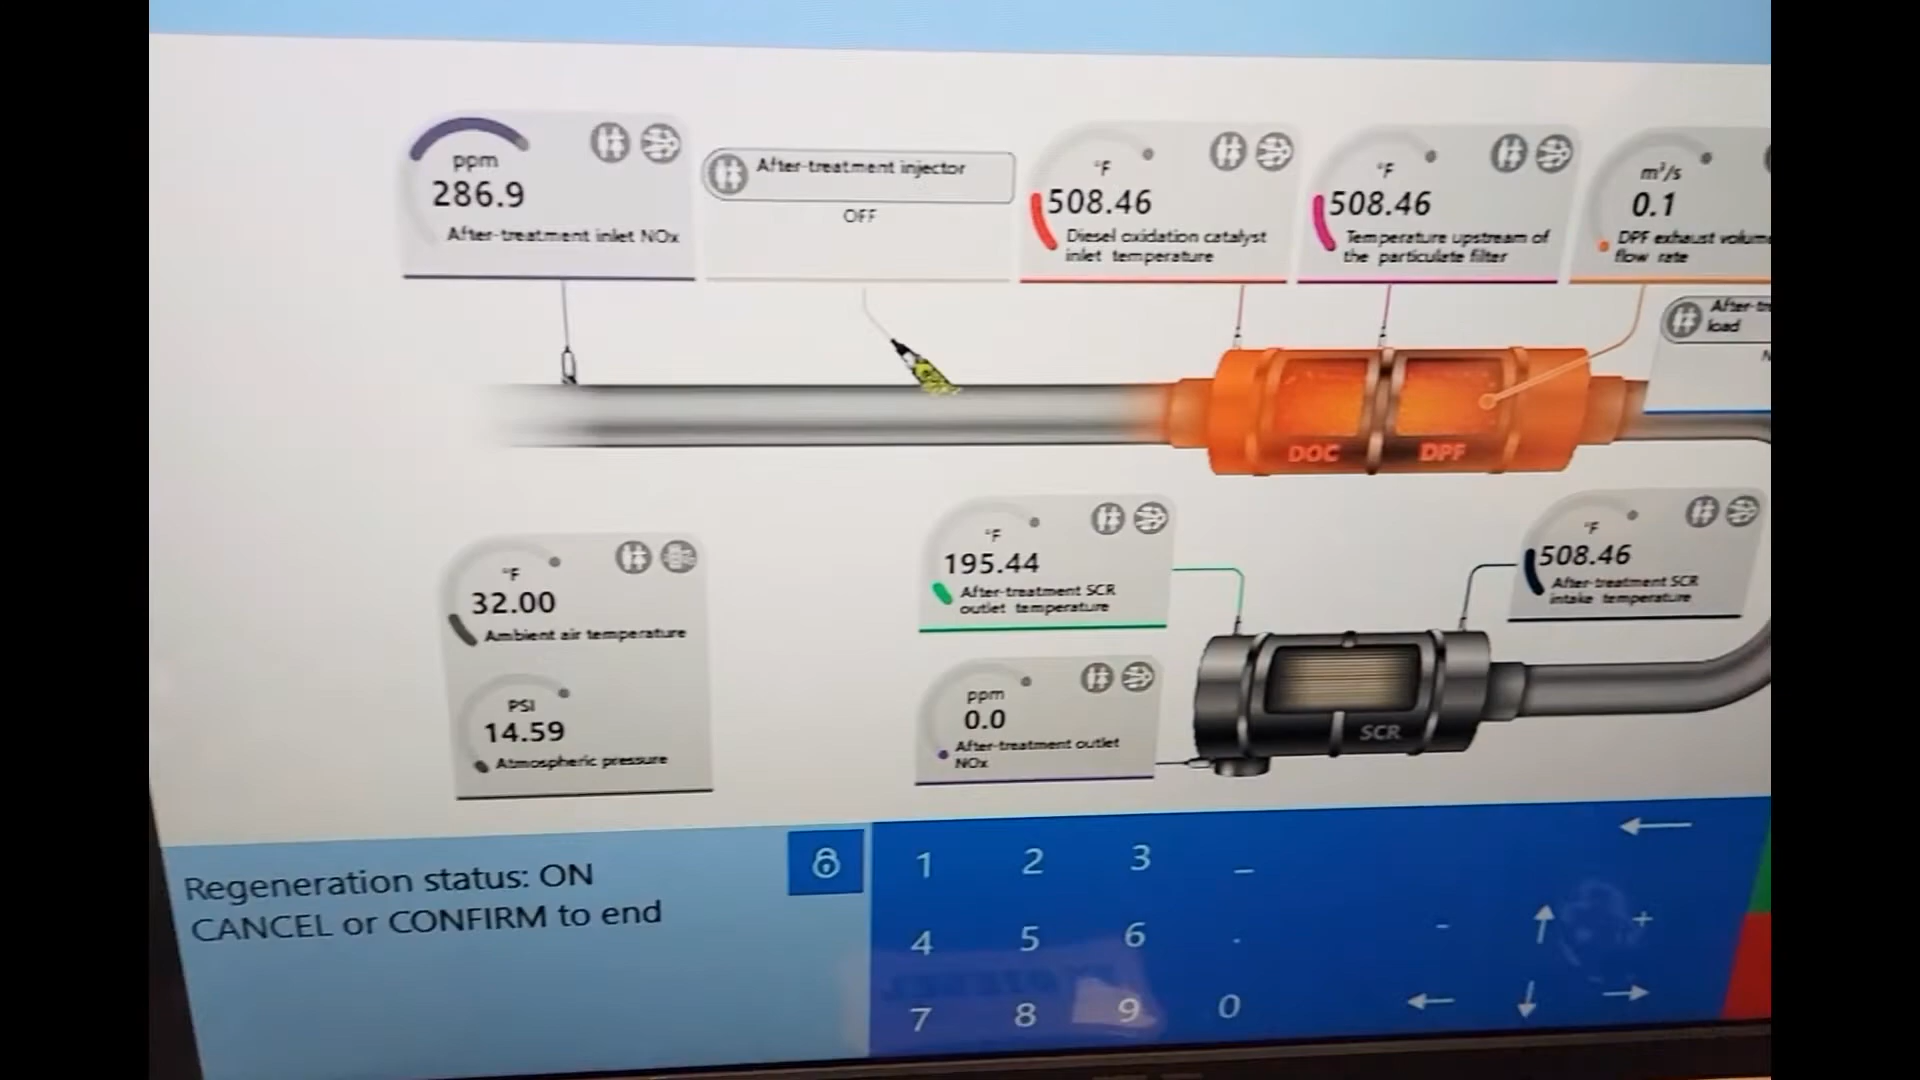 ppm
286.9
After-treatment inlet NOx
After-treatment injector
OFF
°F
508.46
Diesel oxidation catalyst
inlet temperature
°F
508.46
Temperature upstream of
the particulate filter
m³/s
0.1
DPF exhaust volume
flow rate
load
DOC
DPF
°F
32.00
Ambient air temperature
PSI
14.59
Atmospheric pressure
°F
195.44
After-treatment SCR
outlet temperature
ppm
0.0
After-treatment outlet
NOx
°F
508.46
After-treatment SCR
intake temperature
SCR
Regeneration status: ON
CANCEL or CONFIRM to end
1 2 3 _
4 5 6 . - +
7 8 9 0